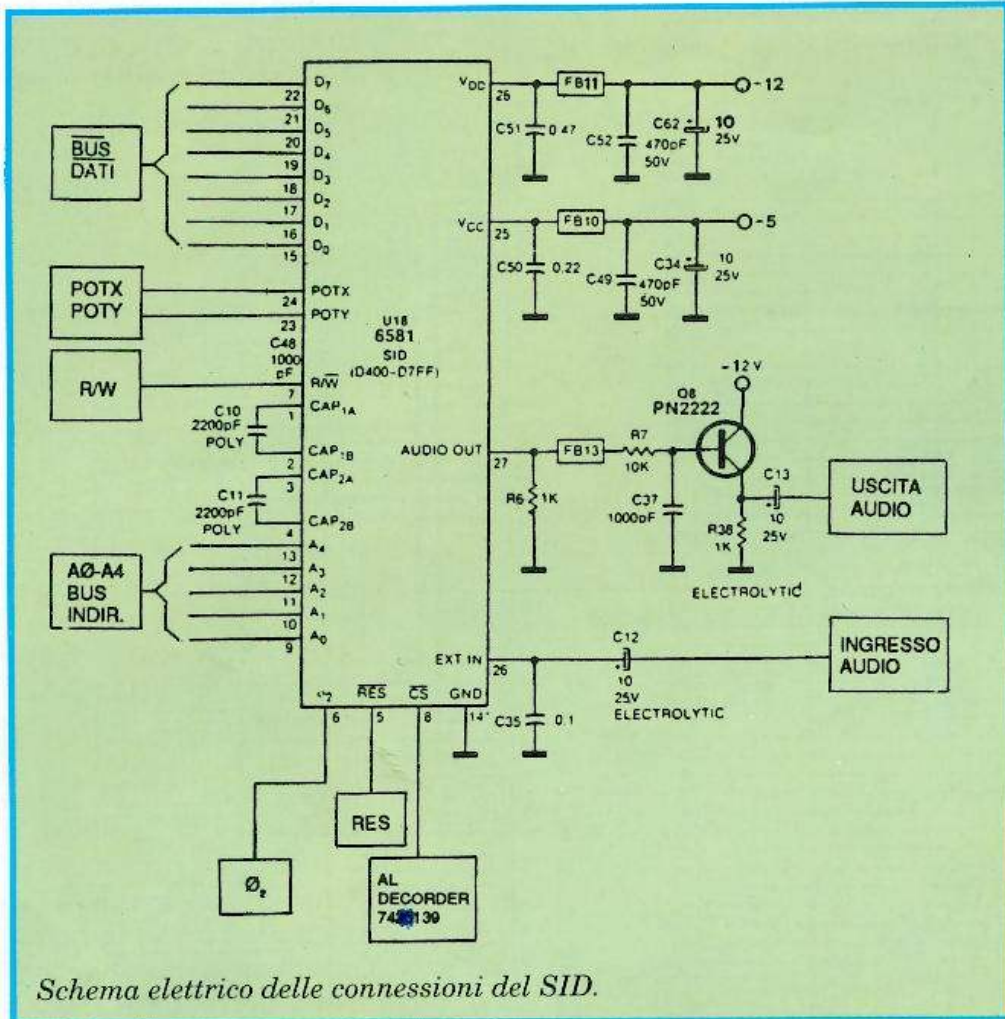 BUS
DATI
POTX
POTY
R/W
A0-A4
BUS
INDIR.
D7
22
D6
21
D5
20
D4
19
D3
18
D2
17
D1
16
D0
15
POTX
24
POTY
23
C48
1000
pF
R/W
7
CAP1A
1
C10
2200pF
POLY
CAP1B
2
CAP2A
3
C11
2200pF
POLY
CAP2B
4
A4
13
A3
12
A2
11
A1
10
A0
9
U18
6581
SID
(D400-D7FF)
VDD
26
FB11
-12
C51
0.47
C52
470pF
50V
C62
10
25V
VCC
25
FB10
-5
C50
0.22
C49
470pF
50V
C34
10
25V
AUDIO OUT
27
FB13
R7
10K
R6
1K
C37
1000pF
-12V
Q8
PN2222
C13
10
25V
R38
1K
ELECTROLYTIC
USCITA
AUDIO
EXT IN
26
C12
10
25V
ELECTROLYTIC
C35
0.1
INGRESSO
AUDIO
6
RES
5
CS
8
GND
14
Ø2
RES
AL
DECORDER
Schema elettrico delle connessioni del SID.